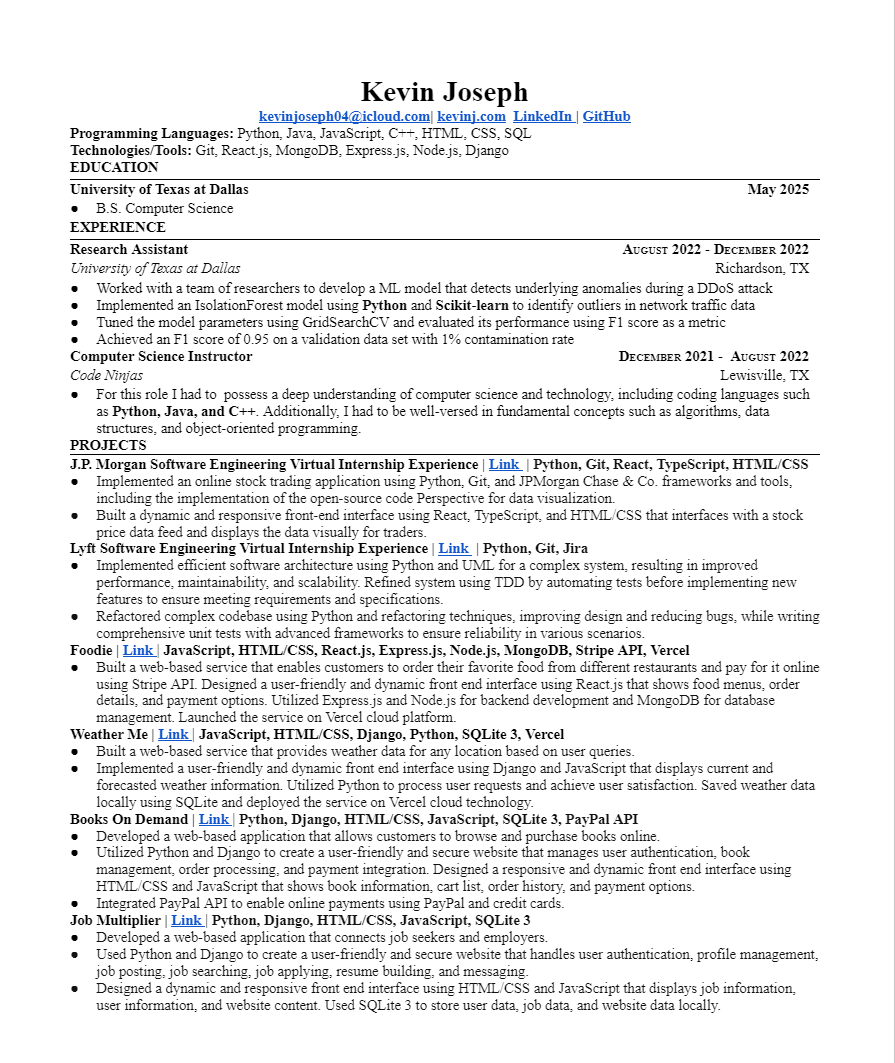 Kevin Joseph
kevinjoseph04@icloud.com| kevinj.com LinkedIn | GitHub
Programming Languages: Python, Java, JavaScript, C++, HTML, CSS, SQL
Technologies/Tools: Git, React.js, MongoDB, Express.js, Node.js, Django
EDUCATION
University of Texas at Dallas May 2025
● B.S. Computer Science
EXPERIENCE
Research Assistant August 2022 - December 2022
University of Texas at Dallas Richardson, TX
● Worked with a team of researchers to develop a ML model that detects underlying anomalies during a DDoS attack
● Implemented an IsolationForest model using Python and Scikit-learn to identify outliers in network traffic data
● Tuned the model parameters using GridSearchCV and evaluated its performance using F1 score as a metric
● Achieved an F1 score of 0.95 on a validation data set with 1% contamination rate
Computer Science Instructor December 2021 - August 2022
Code Ninjas Lewisville, TX
● For this role I had to possess a deep understanding of computer science and technology, including coding languages such
as Python, Java, and C++. Additionally, I had to be well-versed in fundamental concepts such as algorithms, data
structures, and object-oriented programming.
PROJECTS
J.P. Morgan Software Engineering Virtual Internship Experience | Link | Python, Git, React, TypeScript, HTML/CSS
● Implemented an online stock trading application using Python, Git, and JPMorgan Chase & Co. frameworks and tools,
including the implementation of the open-source code Perspective for data visualization.
● Built a dynamic and responsive front-end interface using React, TypeScript, and HTML/CSS that interfaces with a stock
price data feed and displays the data visually for traders.
Lyft Software Engineering Virtual Internship Experience | Link | Python, Git, Jira
● Implemented efficient software architecture using Python and UML for a complex system, resulting in improved
performance, maintainability, and scalability. Refined system using TDD by automating tests before implementing new
features to ensure meeting requirements and specifications.
● Refactored complex codebase using Python and refactoring techniques, improving design and reducing bugs, while writing
comprehensive unit tests with advanced frameworks to ensure reliability in various scenarios.
Foodie | Link | JavaScript, HTML/CSS, React.js, Express.js, Node.js, MongoDB, Stripe API, Vercel
● Built a web-based service that enables customers to order their favorite food from different restaurants and pay for it online
using Stripe API. Designed a user-friendly and dynamic front end interface using React.js that shows food menus, order
details, and payment options. Utilized Express.js and Node.js for backend development and MongoDB for database
management. Launched the service on Vercel cloud platform.
Weather Me | Link | JavaScript, HTML/CSS, Django, Python, SQLite 3, Vercel
● Built a web-based service that provides weather data for any location based on user queries.
● Implemented a user-friendly and dynamic front end interface using Django and JavaScript that displays current and
forecasted weather information. Utilized Python to process user requests and achieve user satisfaction. Saved weather data
locally using SQLite and deployed the service on Vercel cloud technology.
Books On Demand | Link | Python, Django, HTML/CSS, JavaScript, SQLite 3, PayPal API
● Developed a web-based application that allows customers to browse and purchase books online.
● Utilized Python and Django to create a user-friendly and secure website that manages user authentication, book
management, order processing, and payment integration. Designed a responsive and dynamic front end interface using
HTML/CSS and JavaScript that shows book information, cart list, order history, and payment options.
● Integrated PayPal API to enable online payments using PayPal and credit cards.
Job Multiplier | Link | Python, Django, HTML/CSS, JavaScript, SQLite 3
● Developed a web-based application that connects job seekers and employers.
● Used Python and Django to create a user-friendly and secure website that handles user authentication, profile management,
job posting, job searching, job applying, resume building, and messaging.
● Designed a dynamic and responsive front end interface using HTML/CSS and JavaScript that displays job information,
user information, and website content. Used SQLite 3 to store user data, job data, and website data locally.